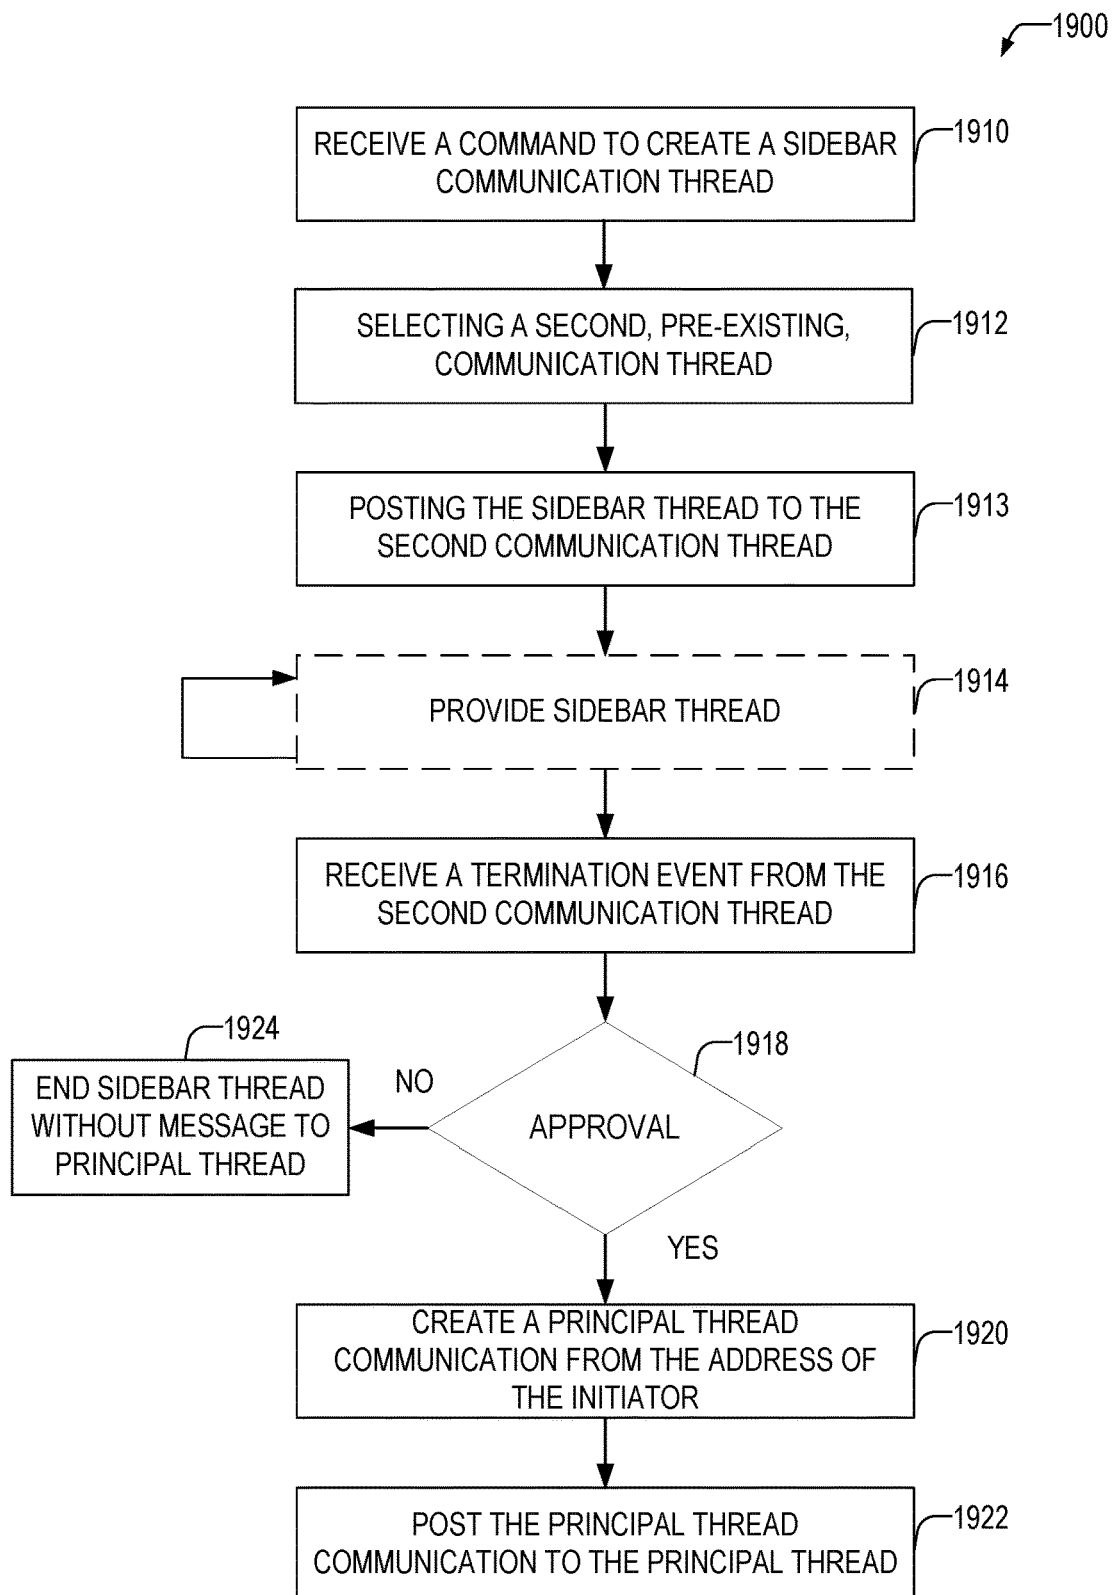 1900
RECEIVE A COMMAND TO CREATE A SIDEBAR
COMMUNICATION THREAD
1910
SELECTING A SECOND, PRE-EXISTING,
COMMUNICATION THREAD
1912
POSTING THE SIDEBAR THREAD TO THE
SECOND COMMUNICATION THREAD
1913
PROVIDE SIDEBAR THREAD
1914
RECEIVE A TERMINATION EVENT FROM THE
SECOND COMMUNICATION THREAD
1916
APPROVAL
1918
NO
1924
END SIDEBAR THREAD
WITHOUT MESSAGE TO
PRINCIPAL THREAD
YES
CREATE A PRINCIPAL THREAD
COMMUNICATION FROM THE ADDRESS OF
THE INITIATOR
1920
POST THE PRINCIPAL THREAD
COMMUNICATION TO THE PRINCIPAL THREAD
1922